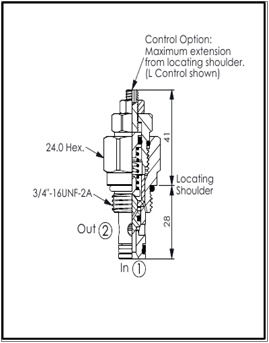 Control Option:
Maximum extension
from locating shoulder.
(L Control shown)
41
24.0 Hex.
Locating
Shoulder
3/4"-16UNF-2A
28
Out 2
In 1